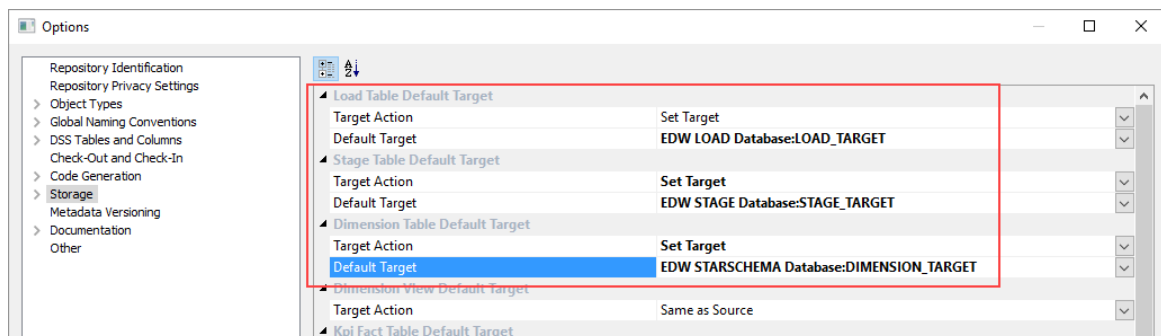 Options
Repository Identification
Repository Privacy Settings
Object Types
Global Naming Conventions
DSS Tables and Columns
Check-Out and Check-In
Code Generation
Storage
Metadata Versioning
Documentation
Other
Load Table Default Target
Target Action Set Target
Default Target EDW LOAD Database:LOAD_TARGET
Stage Table Default Target
Target Action Set Target
Default Target EDW STAGE Database:STAGE_TARGET
Dimension Table Default Target
Target Action Set Target
Default Target EDW STARSCHEMA Database:DIMENSION_TARGET
Dimension View Default Target
Target Action Same as Source
Kpi Fact Table Default Target